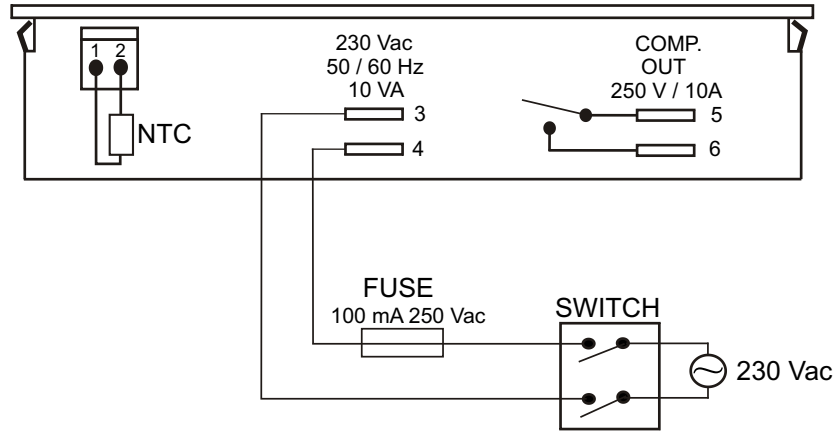 1 2
NTC
230 Vac
50 / 60 Hz
10 VA
3
4
COMP.
OUT
250 V / 10A
5
6
FUSE
100 mA 250 Vac
SWITCH
230 Vac